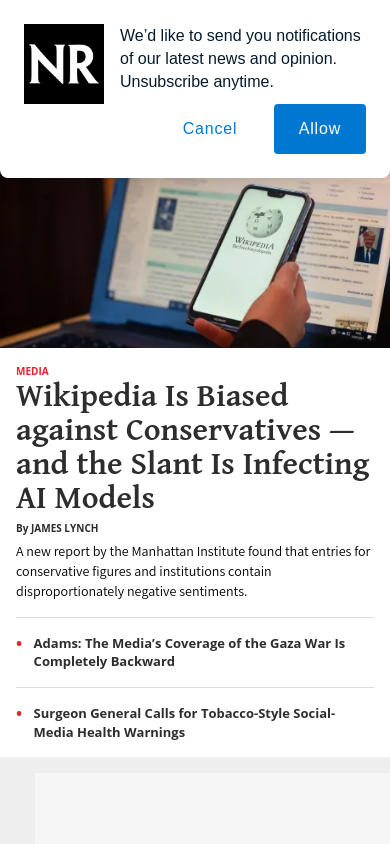 NR
We'd like to send you notifications
of our latest news and opinion.
Unsubscribe anytime.
Cancel
Allow
WIKIPEDIA
The Free Encyclopedia
MEDIA
Wikipedia Is Biased
against Conservatives —
and the Slant Is Infecting
AI Models
By JAMES LYNCH
A new report by the Manhattan Institute found that entries for
conservative figures and institutions contain
disproportionately negative sentiments.
• Adams: The Media's Coverage of the Gaza War Is
Completely Backward
• Surgeon General Calls for Tobacco-Style Social-
Media Health Warnings